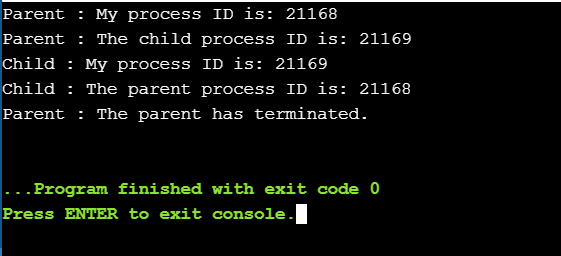 Parent : My process ID is: 21168
Parent : The child process ID is: 21169
Child : My process ID is: 21169
Child : The parent process ID is: 21168
Parent : The parent has terminated.
...Program finished with exit code 0
Press ENTER to exit console.